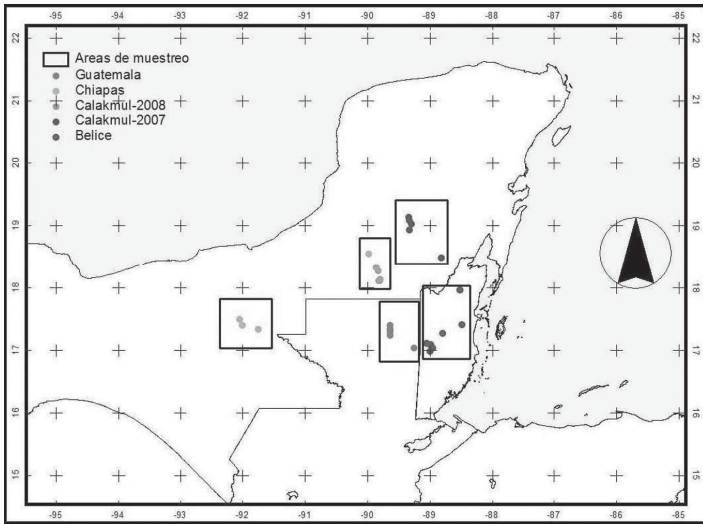 -95 -94 -93 -92 -91 -90 -89 -88 -87 -86 -85
22 22
Areas de muestreo
Guatemala
Chiapas
Calakmul-2008
Calakmul-2007
Belice
21 21
20 20
19 19
18 18
17 17
16 16
15 15
-95 -94 -93 -92 -91 -90 -89 -88 -87 -86 -85